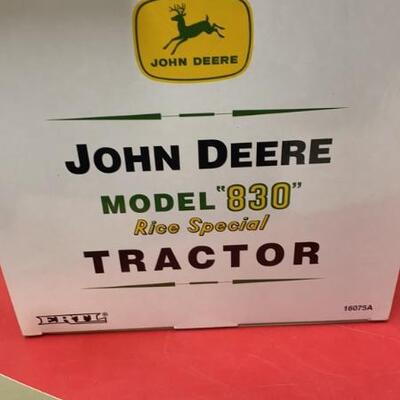 JOHN DEERE
JOHN DEERE
MODEL "830"
Rice Special
TRACTOR
ERTL
16075A